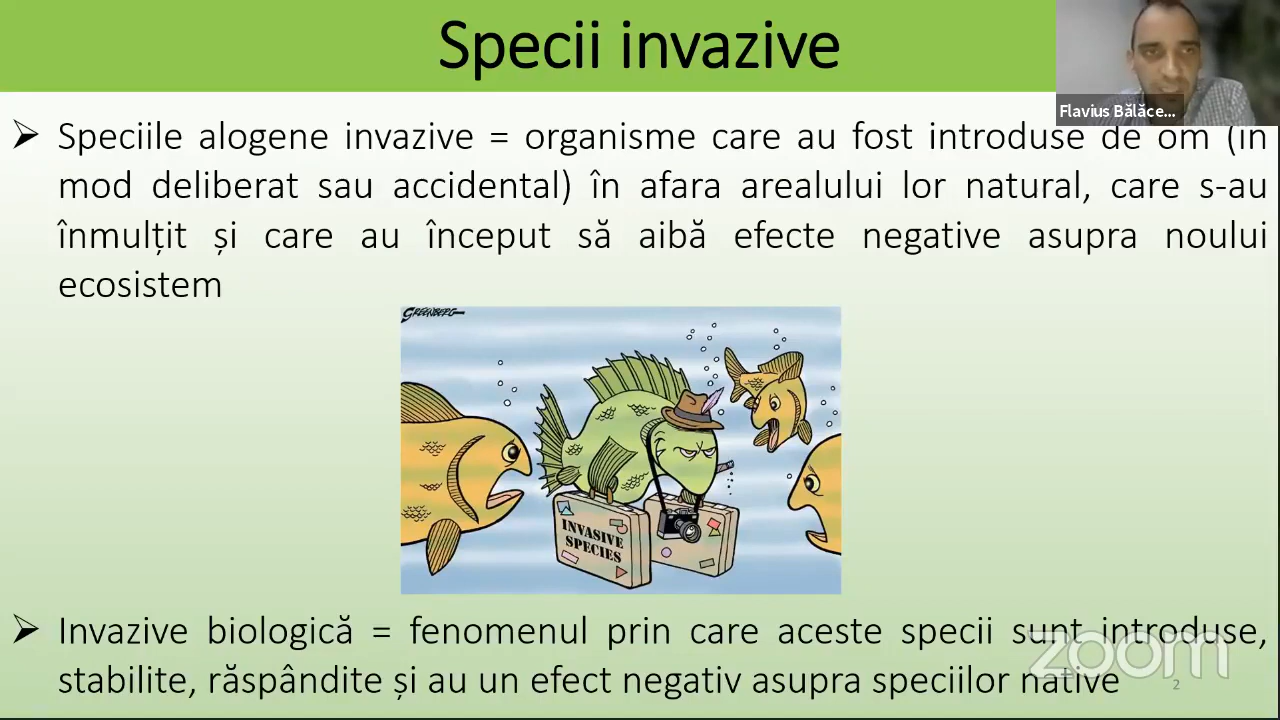 Specii invazive
Flavius Bălăce...
➢ Speciile alogene invazive = organisme care au fost introduse de om (în
mod deliberat sau accidental) în afara arealului lor natural, care s-au
înmulțit și care au început să aibă efecte negative asupra noului
ecosistem
GREENBERG
INVASIVE
SPECIES
➢ Invazive biologică = fenomenul prin care aceste specii sunt introduse,
stabilite, răspândite și au un efect negativ asupra speciilor native
zoom
2